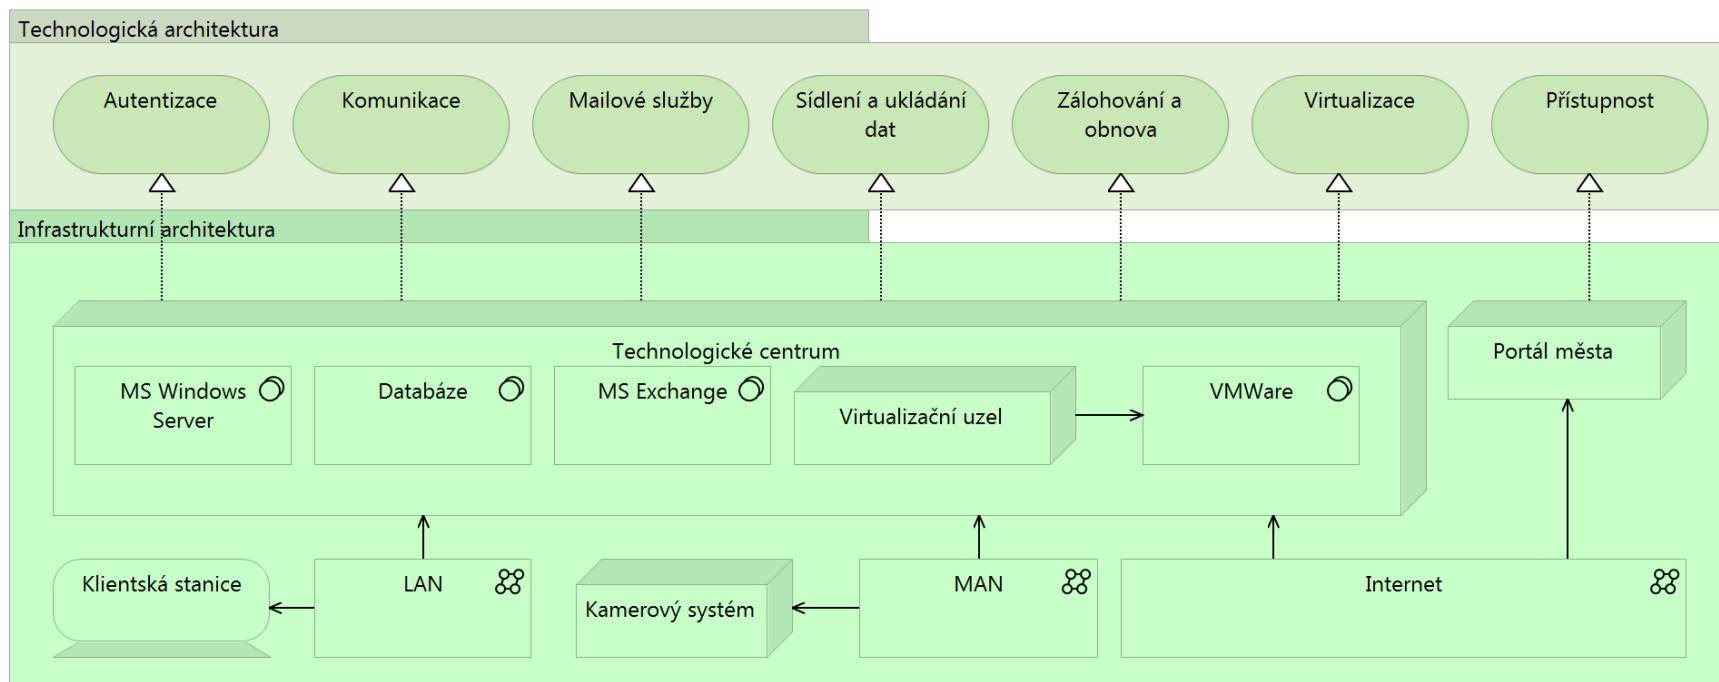 Technologická architektura
Autentizace
Komunikace
Mailové služby
Sídlení a ukládání
dat
Zálohování a
obnova
Virtualizace
Přístupnost
Infrastrukturní architektura
Technologické centrum
Portál města
MS Windows
Server
Databáze
MS Exchange
Virtualizační uzel
VMWare
Klientská stanice
LAN
Kamerový systém
MAN
Internet